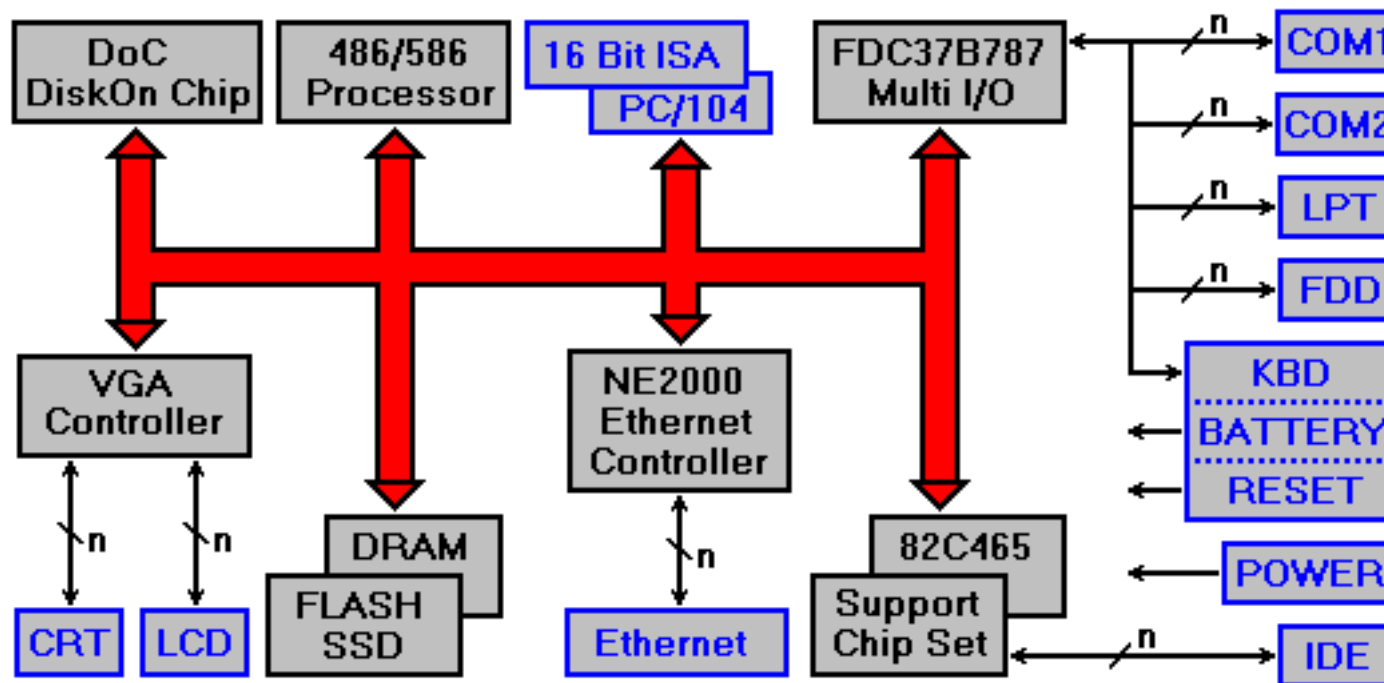 DoC
DiskOn Chip
486/586
Processor
16 Bit ISA
PC/104
FDC37B787
Multi I/O
n
COM1
n
COM2
n
LPT
n
FDD
KBD
BATTERY
RESET
POWER
n
IDE
VGA
Controller
n
n
CRT
LCD
DRAM
FLASH
SSD
NE2000
Ethernet
Controller
n
Ethernet
82C465
Support
Chip Set